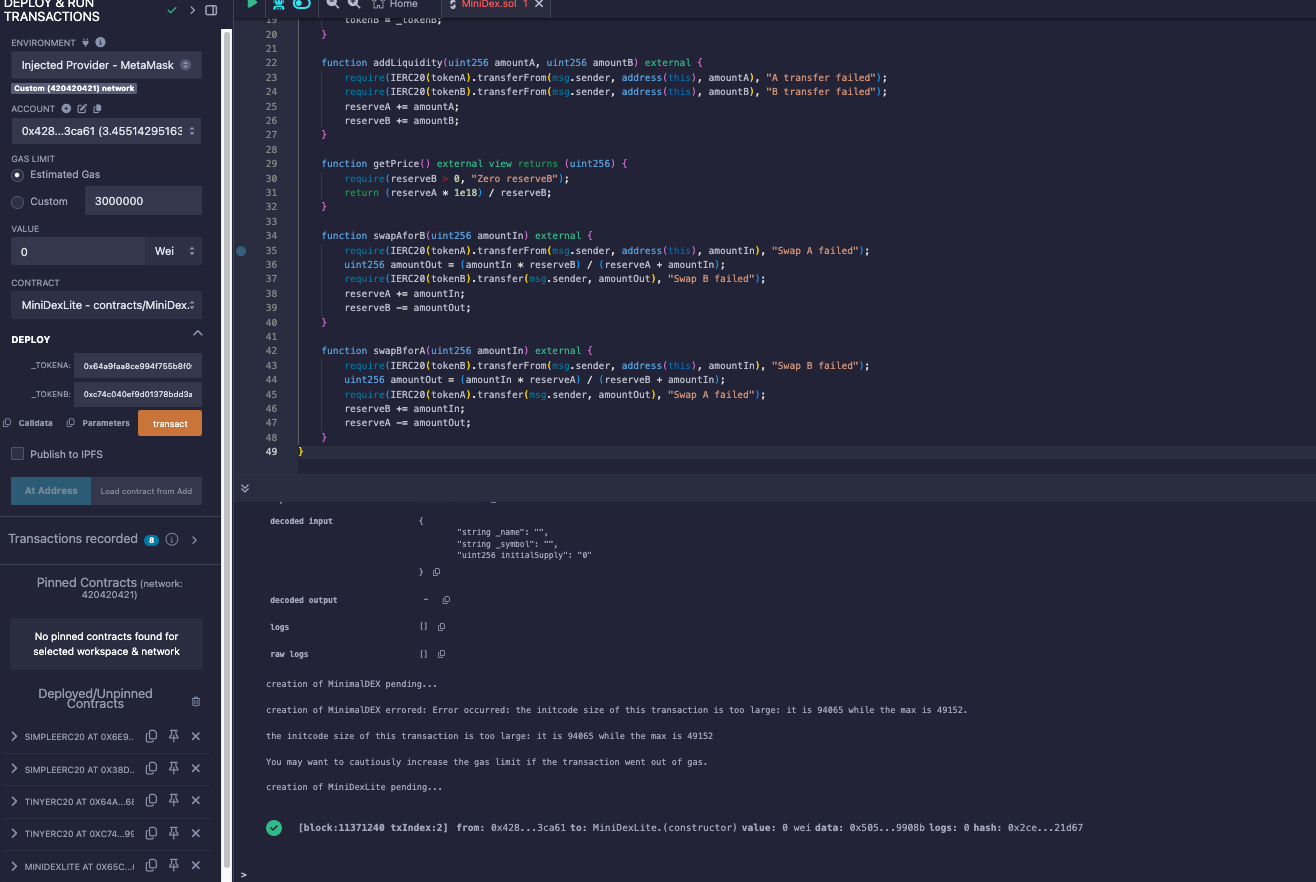 DEPLOY & RUN
TRANSACTIONS
ENVIRONMENT
Injected Provider - MetaMask
Custom (420420421) network
ACCOUNT
0x428...3ca61 (3.45514295163
GAS LIMIT
Estimated Gas
Custom 3000000
VALUE
0 Wei
CONTRACT
MiniDexLite - contracts/MiniDex.
DEPLOY
_TOKENA: 0x64a9faa8ce994f755b8f0
_TOKENB: 0xc74c040ef9d01378bdd3a
Calldata Parameters transact
Publish to IPFS
At Address Load contract from Add
Transactions recorded 8
Pinned Contracts (network:
420420421)
No pinned contracts found for
selected workspace & network
Deployed/Unpinned
Contracts
SIMPLEERC20 AT 0X6E9..
SIMPLEERC20 AT 0X38D..
TINYERC20 AT 0X64A...68
TINYERC20 AT 0XC74...99
MINIDEXLITE AT 0X65C...
Home MiniDex.sol 1
19 tokenB = _tokenB;
20 }
21
22 function addLiquidity(uint256 amountA, uint256 amountB) external {
23 require(IERC20(tokenA).transferFrom(msg.sender, address(this), amountA), "A transfer failed");
24 require(IERC20(tokenB).transferFrom(msg.sender, address(this), amountB), "B transfer failed");
25 reserveA += amountA;
26 reserveB += amountB;
27 }
28
29 function getPrice() external view returns (uint256) {
30 require(reserveB > 0, "Zero reserveB");
31 return (reserveA * 1e18) / reserveB;
32 }
33
34 function swapAforB(uint256 amountIn) external {
35 require(IERC20(tokenA).transferFrom(msg.sender, address(this), amountIn), "Swap A failed");
36 uint256 amountOut = (amountIn * reserveB) / (reserveA + amountIn);
37 require(IERC20(tokenB).transfer(msg.sender, amountOut), "Swap B failed");
38 reserveA += amountIn;
39 reserveB -= amountOut;
40 }
41
42 function swapBforA(uint256 amountIn) external {
43 require(IERC20(tokenB).transferFrom(msg.sender, address(this), amountIn), "Swap B failed");
44 uint256 amountOut = (amountIn * reserveA) / (reserveB + amountIn);
45 require(IERC20(tokenA).transfer(msg.sender, amountOut), "Swap A failed");
46 reserveB += amountIn;
47 reserveA -= amountOut;
48 }
49 }
decoded input {
"string _name": "",
"string _symbol": "",
"uint256 initialSupply": "0"
}
decoded output -
logs []
raw logs []
creation of MinimalDEX pending...
creation of MinimalDEX errored: Error occurred: the initcode size of this transaction is too large: it is 94065 while the max is 49152.
the initcode size of this transaction is too large: it is 94065 while the max is 49152
You may want to cautiously increase the gas limit if the transaction went out of gas.
creation of MiniDexLite pending...
[block:11371240 txIndex:2] from: 0x428...3ca61 to: MiniDexLite.(constructor) value: 0 wei data: 0x505...9908b logs: 0 hash: 0x2ce...21d67
>